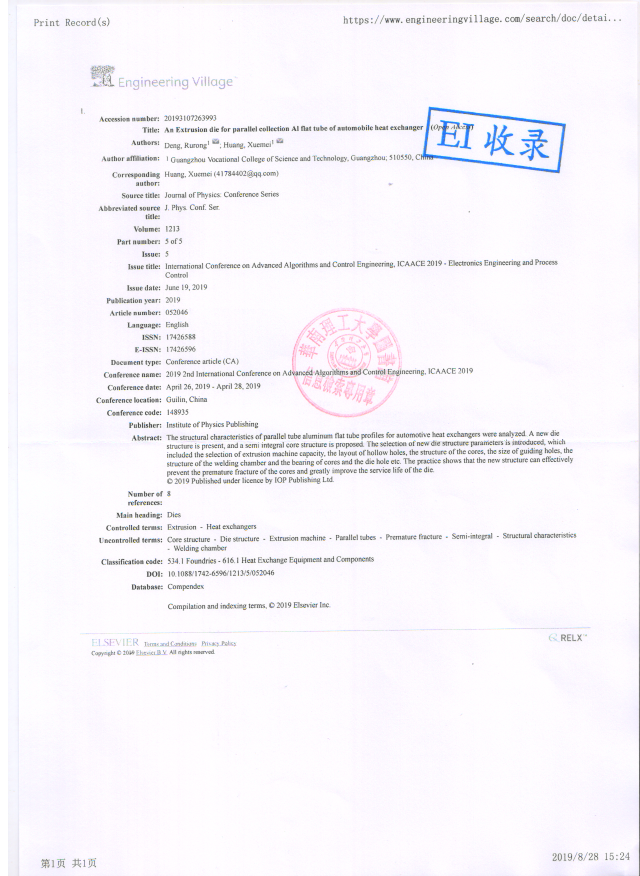 Print Record(s)
https://www.engineeringvillage.com/search/doc/detai...
Engineering Village™
1.
Accession number: 20193107263993
Title: An Extrusion die for parallel collection Al flat tube of automobile heat exchanger (Open Access)
EI 收录
Authors: Deng, Rurong1, Huang, Xuemei1
Author affiliation: 1 Guangzhou Vocational College of Science and Technology, Guangzhou; 510550, China
Corresponding Huang, Xuemei (41784402@qq.com)
author:
Source title: Journal of Physics: Conference Series
Abbreviated source J. Phys. Conf. Ser.
title:
Volume: 1213
Part number: 5 of 5
Issue: 5
Issue title: International Conference on Advanced Algorithms and Control Engineering, ICAACE 2019 - Electronics Engineering and Process
Control
Issue date: June 19, 2019
Publication year: 2019
Article number: 052046
Language: English
ISSN: 17426588
E-ISSN: 17426596
Document type: Conference article (CA)
Conference name: 2019 2nd International Conference on Advanced Algorithms and Control Engineering, ICAACE 2019
Conference date: April 26, 2019 - April 28, 2019
Conference location: Guilin, China
Conference code: 148935
華南理工大學圖書館
信息檢索专用章
Publisher: Institute of Physics Publishing
Abstract: The structural characteristics of parallel tube aluminum flat tube profiles for automotive heat exchangers were analyzed. A new die
structure is present, and a semi integral core structure is proposed. The selection of new die structure parameters is introduced, which
included the selection of extrusion machine capacity, the layout of hollow holes, the structure of the cores, the size of guiding holes, the
structure of the welding chamber and the bearing of cores and the die hole etc. The practice shows that the new structure can effectively
prevent the premature fracture of the cores and greatly improve the service life of the die.
© 2019 Published under licence by IOP Publishing Ltd.
Number of 8
references:
Main heading: Dies
Controlled terms: Extrusion - Heat exchangers
Uncontrolled terms: Core structure - Die structure - Extrusion machine - Parallel tubes - Premature fracture - Semi-integral - Structural characteristics
- Welding chamber
Classification code: 534.1 Foundries - 616.1 Heat Exchange Equipment and Components
DOI: 10.1088/1742-6596/1213/5/052046
Database: Compendex
Compilation and indexing terms, © 2019 Elsevier Inc.
ELSEVIER Terms and Conditions Privacy Policy
RELX™
Copyright © 2019 Elsevier B.V. All rights reserved.
第1页 共1页
2019/8/28 15:24